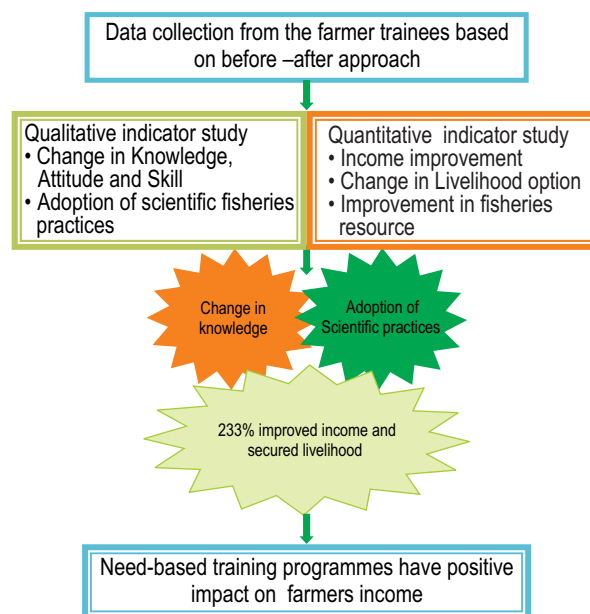 Data collection from the farmer trainees based
on before –after approach
Qualitative indicator study
• Change in Knowledge,
Attitude and Skill
• Adoption of scientific fisheries
practices
Quantitative indicator study
• Income improvement
• Change in Livelihood option
• Improvement in fisheries
resource
Change in
knowledge
Adoption of
Scientific practices
233% improved income and
secured livelihood
Need-based training programmes have positive
impact on farmers income